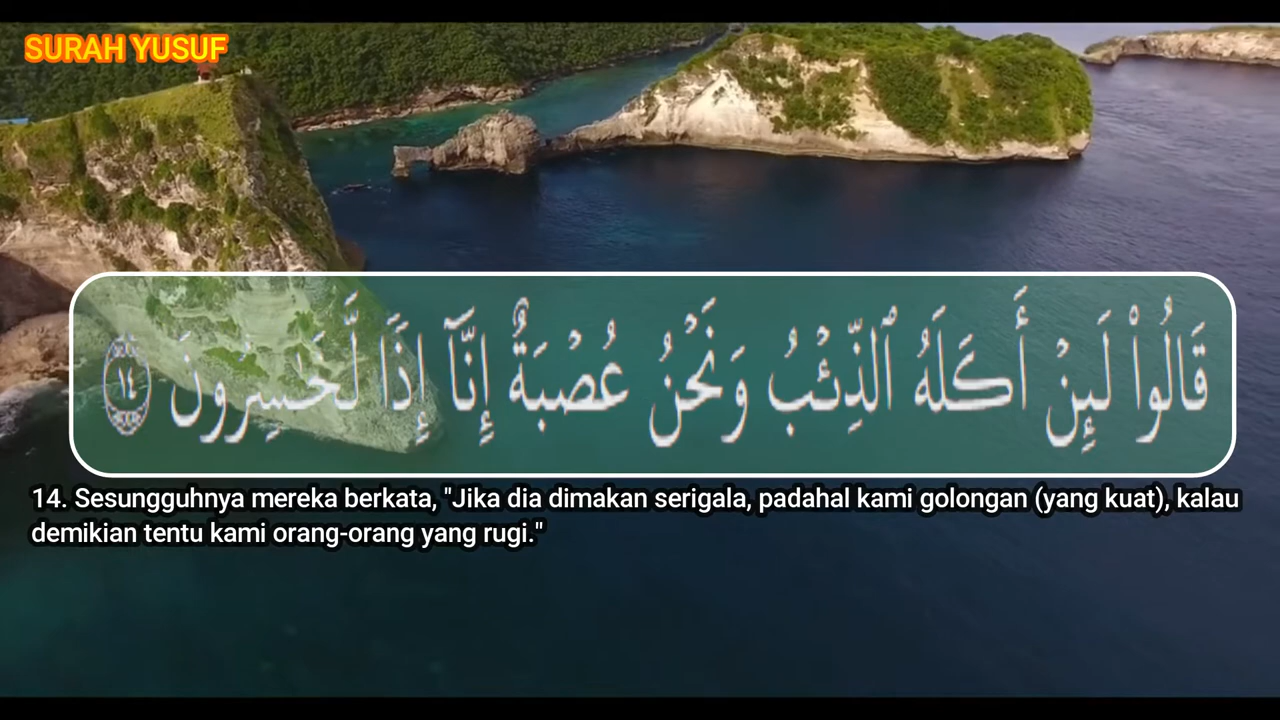 SURAH YUSUF
قَالُوا۟ لَئِنْ أَكَلَهُ ٱلذِّئْبُ وَنَحْنُ عُصْبَةٌ إِنَّآ إِذًا لَّخَـٰسِرُونَ ١٤
14. Sesungguhnya mereka berkata, "Jika dia dimakan serigala, padahal kami golongan (yang kuat), kalau
demikian tentu kami orang-orang yang rugi."